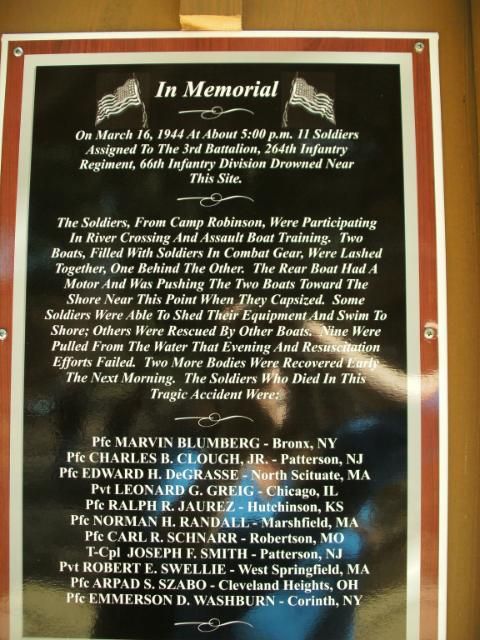 In Memorial
On March 16, 1944 At About 5:00 p.m. 11 Soldiers
Assigned To The 3rd Battalion, 264th Infantry
Regiment, 66th Infantry Division Drowned Near
This Site.
The Soldiers, From Camp Robinson, Were Participating
In River Crossing And Assault Boat Training. Two
Boats, Filled With Soldiers In Combat Gear, Were Lashed
Together, One Behind The Other. The Rear Boat Had A
Motor And Was Pushing The Two Boats Toward The
Shore Near This Point When They Capsized. Some
Soldiers Were Able To Shed Their Equipment And Swim To
Shore; Others Were Rescued By Other Boats. Nine Were
Pulled From The Water That Evening And Resuscitation
Efforts Failed. Two More Bodies Were Recovered Early
The Next Morning. The Soldiers Who Died In This
Tragic Accident Were:
Pfc MARVIN BLUMBERG - Bronx, NY
Pfc CHARLES B. CLOUGH, JR. - Patterson, NJ
Pfc EDWARD H. DeGRASSE - North Scituate, MA
Pvt LEONARD G. GREIG - Chicago, IL
Pfc RALPH R. JAUREZ - Hutchinson, KS
Pfc NORMAN H. RANDALL - Marshfield, MA
Pfc CARL R. SCHNARR - Robertson, MO
T-Cpl JOSEPH F. SMITH - Patterson, NJ
Pvt ROBERT E. SWELLIE - West Springfield, MA
Pfc ARPAD S. SZABO - Cleveland Heights, OH
Pfc EMMERSON D. WASHBURN - Corinth, NY